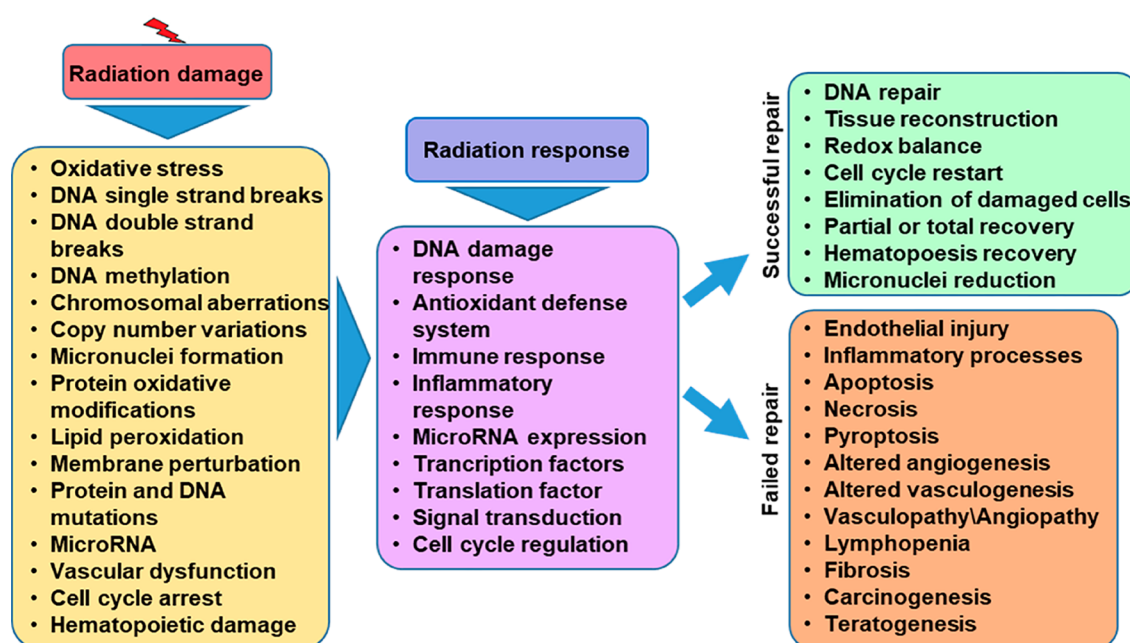 Radiation damage
• Oxidative stress
• DNA single strand breaks
• DNA double strand
breaks
• DNA methylation
• Chromosomal aberrations
• Copy number variations
• Micronuclei formation
• Protein oxidative
modifications
• Lipid peroxidation
• Membrane perturbation
• Protein and DNA
mutations
• MicroRNA
• Vascular dysfunction
• Cell cycle arrest
• Hematopoietic damage
Radiation response
• DNA damage
response
• Antioxidant defense
system
• Immune response
• Inflammatory
response
• MicroRNA expression
• Trancription factors
• Translation factor
• Signal transduction
• Cell cycle regulation
Successful repair
• DNA repair
• Tissue reconstruction
• Redox balance
• Cell cycle restart
• Elimination of damaged cells
• Partial or total recovery
• Hematopoesis recovery
• Micronuclei reduction
Failed repair
• Endothelial injury
• Inflammatory processes
• Apoptosis
• Necrosis
• Pyroptosis
• Altered angiogenesis
• Altered vasculogenesis
• Vasculopathy\Angiopathy
• Lymphopenia
• Fibrosis
• Carcinogenesis
• Teratogenesis